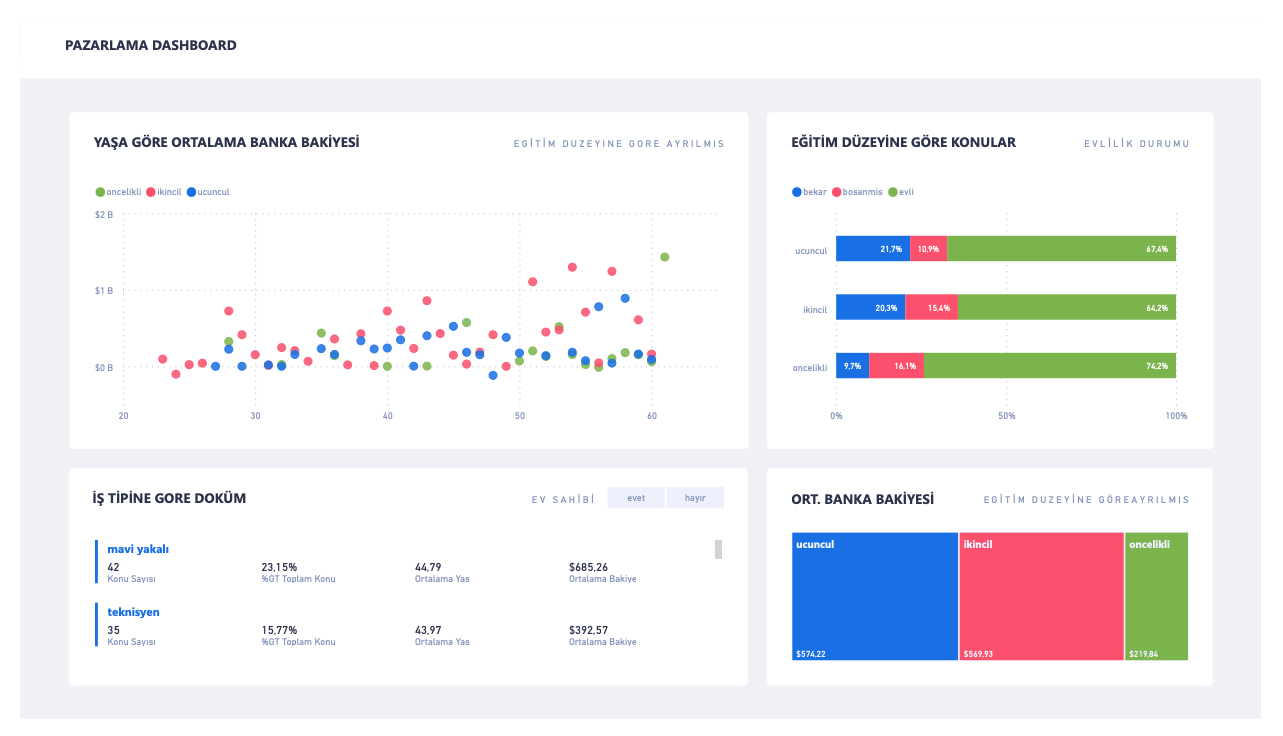 PAZARLAMA DASHBOARD
YAŞA GÖRE ORTALAMA BANKA BAKİYESİ
EGİTİM DUZEYINE GORE AYRILMIS
oncelikli ikincil ucuncul
$2 B
$1 B
$0 B
20 30 40 50 60
EĞİTİM DÜZEYİNE GÖRE KONULAR
EVLİLİK DURUMU
bekar bosanmis evli
ucuncul 21,7% 10,9% 67,4%
ikincil 20,3% 15,4% 64,2%
oncelikli 9,7% 16,1% 74,2%
0% 50% 100%
İŞ TİPİNE GORE DOKÜM
EV SAHİBİ evet hayır
mavi yakalı
42 23,15% 44,79 $685,26
Konu Sayısı %GT Toplam Konu Ortalama Yas Ortalama Bakiye
teknisyen
35 15,77% 43,97 $392,57
Konu Sayısı %GT Toplam Konu Ortalama Yas Ortalama Bakiye
ORT. BANKA BAKİYESİ
EGİTİM DUZEYİNE GÖREAYRILMIS
ucuncul ikincil oncelikli
$574,22 $569,93 $219,84